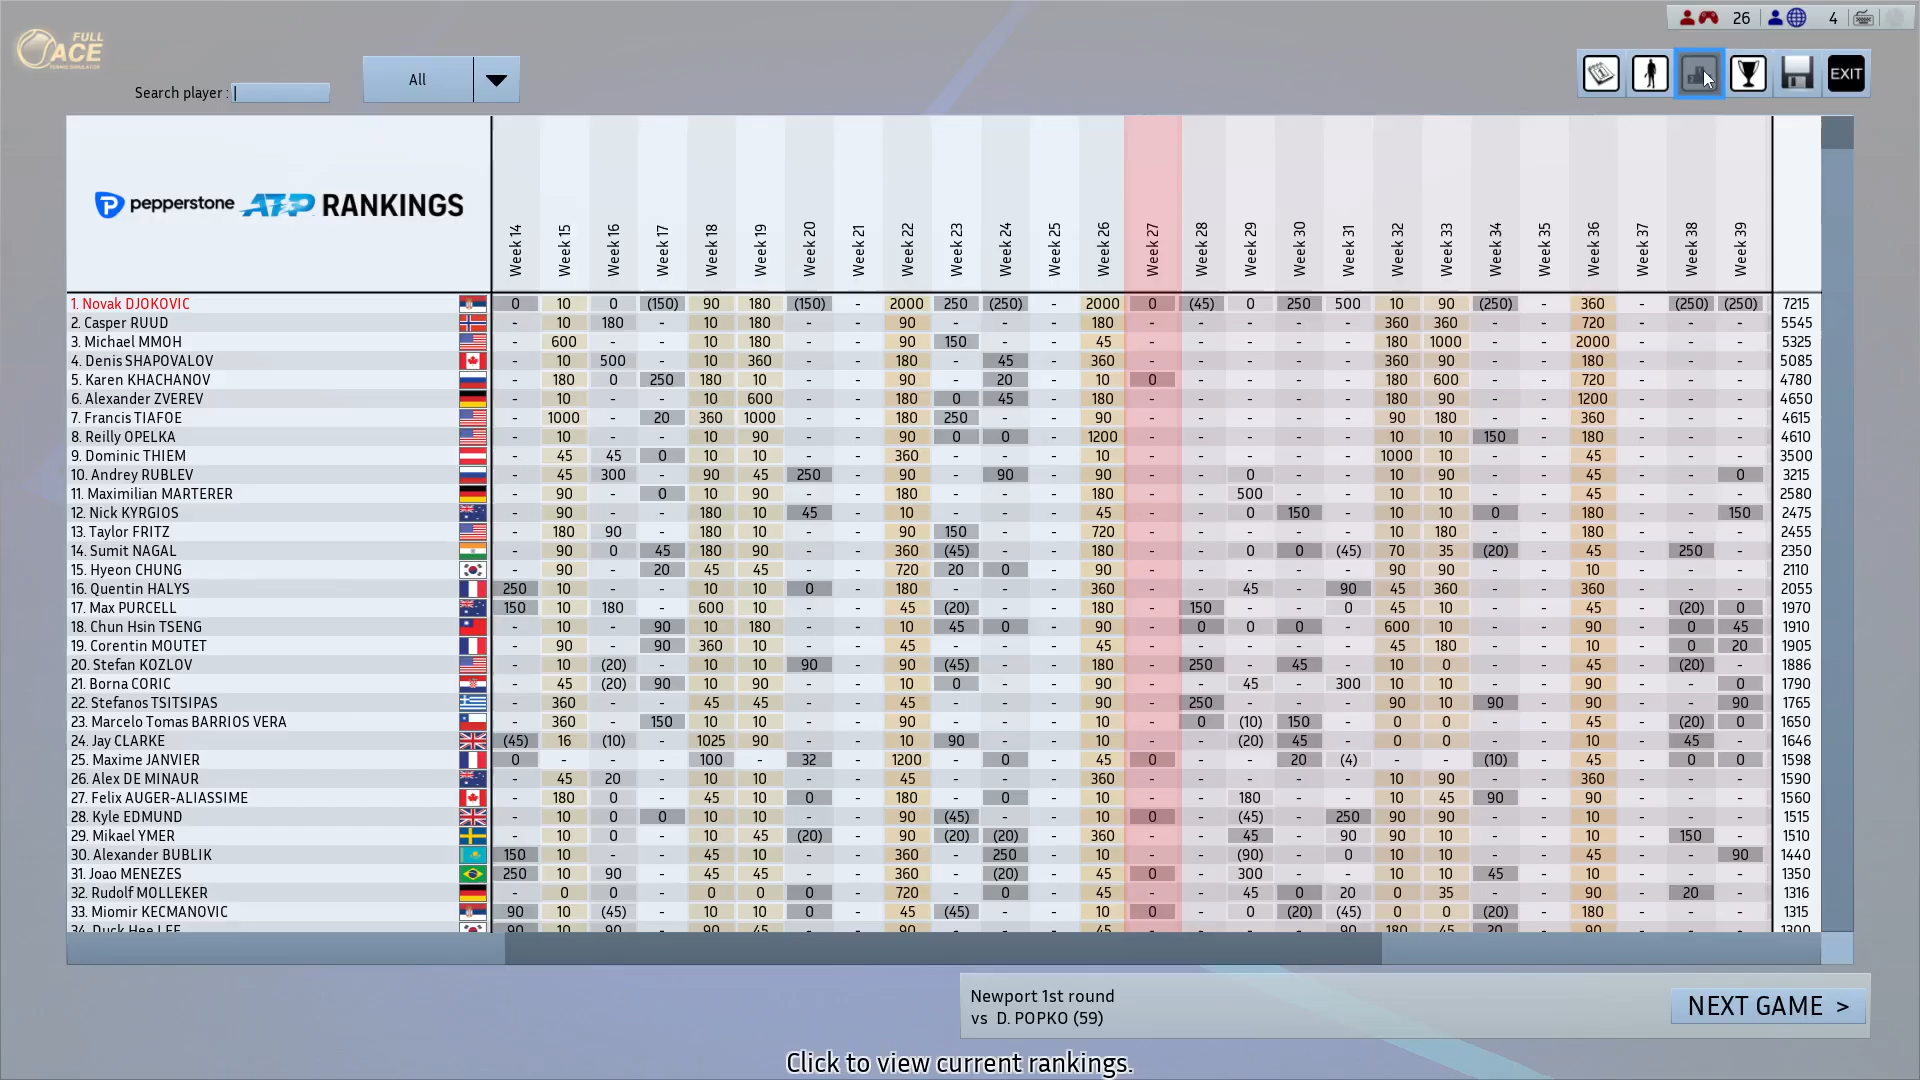 FULL ACE
TENNIS SIMULATOR
26 4
Search player :
All
EXIT
pepperstone ATP RANKINGS
Week 14 Week 15 Week 16 Week 17 Week 18 Week 19 Week 20 Week 21 Week 22 Week 23 Week 24 Week 25 Week 26 Week 27 Week 28 Week 29 Week 30 Week 31 Week 32 Week 33 Week 34 Week 35 Week 36 Week 37 Week 38 Week 39
1. Novak DJOKOVIC 0 10 0 (150) 90 180 (150) - 2000 250 (250) - 2000 0 (45) 0 250 500 10 90 (250) - 360 - (250) (250) 7215
2. Casper RUUD - 10 180 - 10 180 - - 90 - - - 180 - - - - - 360 360 - - 720 - - - 5545
3. Michael MMOH - 600 - - 10 180 - - 90 150 - - 45 - - - - - 180 1000 - - 2000 - - - 5325
4. Denis SHAPOVALOV - 10 500 - 10 360 - - 180 - 45 - 360 - - - - - 360 90 - - 180 - - - 5085
5. Karen KHACHANOV - 180 0 250 180 10 - - 90 - 20 - 10 0 - - - - 180 600 - - 720 - - - 4780
6. Alexander ZVEREV - 10 - - 10 600 - - 180 0 45 - 180 - - - - - 180 90 - - 1200 - - - 4650
7. Francis TIAFOE - 1000 - 20 360 1000 - - 180 250 - - 90 - - - - - 90 180 - - 360 - - - 4615
8. Reilly OPELKA - 10 - - 10 90 - - 90 0 0 - 1200 - - - - - 10 10 150 - 180 - - - 4610
9. Dominic THIEM - 45 45 0 10 10 - - 360 - - - 10 - - - - - 1000 10 - - 45 - - - 3500
10. Andrey RUBLEV - 45 300 - 90 45 250 - 90 - 90 - 90 - - 0 - - 10 90 - - 45 - - 0 3215
11. Maximilian MARTERER - 90 - 0 10 90 - - 180 - - - 180 - - 500 - - 10 10 - - 45 - - - 2580
12. Nick KYRGIOS - 90 - - 180 10 45 - 10 - - - 45 - - 0 150 - 10 10 0 - 180 - - 150 2475
13. Taylor FRITZ - 180 90 - 180 10 - - 90 150 - - 720 - - - - - 10 180 - - 180 - - - 2455
14. Sumit NAGAL - 90 0 45 180 90 - - 360 (45) - - 180 - - 0 0 (45) 70 35 (20) - 45 - 250 - 2350
15. Hyeon CHUNG - 90 - 20 45 45 - - 720 20 0 - 90 - - - - - 90 90 - - 10 - - - 2110
16. Quentin HALYS 250 10 - - 10 10 0 - 180 - - - 360 - - 45 - 90 45 360 - - 360 - - - 2055
17. Max PURCELL 150 10 180 - 600 10 - - 45 (20) - - 180 - 150 - - 0 45 10 - - 45 - (20) 0 1970
18. Chun Hsin TSENG - 10 - 90 10 180 - - 10 45 0 - 90 - 0 0 0 - 600 10 - - 90 - 0 45 1910
19. Corentin MOUTET - 90 - 90 360 10 - - 45 - - - 45 - - - - - 45 180 - - 10 - 0 20 1905
20. Stefan KOZLOV - 10 (20) - 10 10 90 - 90 (45) - - 180 - 250 - 45 - 10 0 - - 45 - (20) - 1886
21. Borna CORIC - 45 (20) 90 10 90 - - 10 0 - - 90 - - 45 - 300 10 10 - - 90 - - 0 1790
22. Stefanos TSITSIPAS - 360 - - 45 45 - - 45 - - - 90 - 250 - - - 90 10 90 - 90 - - 90 1765
23. Marcelo Tomas BARRIOS VERA - 360 - 150 10 10 - - 90 - - - 10 - 0 (10) 150 - 0 0 - - 45 - (20) 0 1650
24. Jay CLARKE (45) 16 (10) - 1025 90 - - 10 90 - - 10 - - (20) 45 - 0 0 - - 10 - 45 - 1646
25. Maxime JANVIER 0 - - - 100 - 32 - 1200 - 0 - 45 0 - - 20 (4) - - (10) - 45 - 0 0 1598
26. Alex DE MINAUR - 45 20 - 10 10 - - 45 - - - 360 - - - - - 10 90 - - 360 - - - 1590
27. Felix AUGER-ALIASSIME - 180 0 - 45 10 0 - 180 - 0 - 10 - - 180 - - 10 45 90 - 90 - - - 1560
28. Kyle EDMUND - 10 0 0 10 10 - - 90 (45) - - 10 0 - (45) - 250 90 90 - - 10 - - - 1515
29. Mikael YMER - 10 0 - 10 45 (20) - 90 (20) (20) - 360 - - 45 - 90 90 10 - - 10 - 150 - 1510
30. Alexander BUBLIK 150 10 - - 45 10 - - 360 - 250 - 10 - - (90) - 0 10 10 - - 45 - - 90 1440
31. Joao MENEZES 250 10 90 - 45 45 - - 360 - (20) - 45 0 - 300 - - 10 10 45 - 10 - - - 1350
32. Rudolf MOLLEKER - 0 0 - 0 0 0 - 720 - 0 - 45 - - 45 0 20 0 35 - - 90 - 20 - 1316
33. Miomir KECMANOVIC 90 10 (45) - 10 10 0 - 45 (45) - - 10 0 - 0 (20) (45) 0 0 (20) - 180 - - - 1315
34. Duck Hee LEE 90 10 90 - 90 45 - - 90 - - - 45 - - - - 90 180 45 20 - 90 - - - 1300
Newport 1st round
vs D. POPKO (59)
NEXT GAME >
Click to view current rankings.